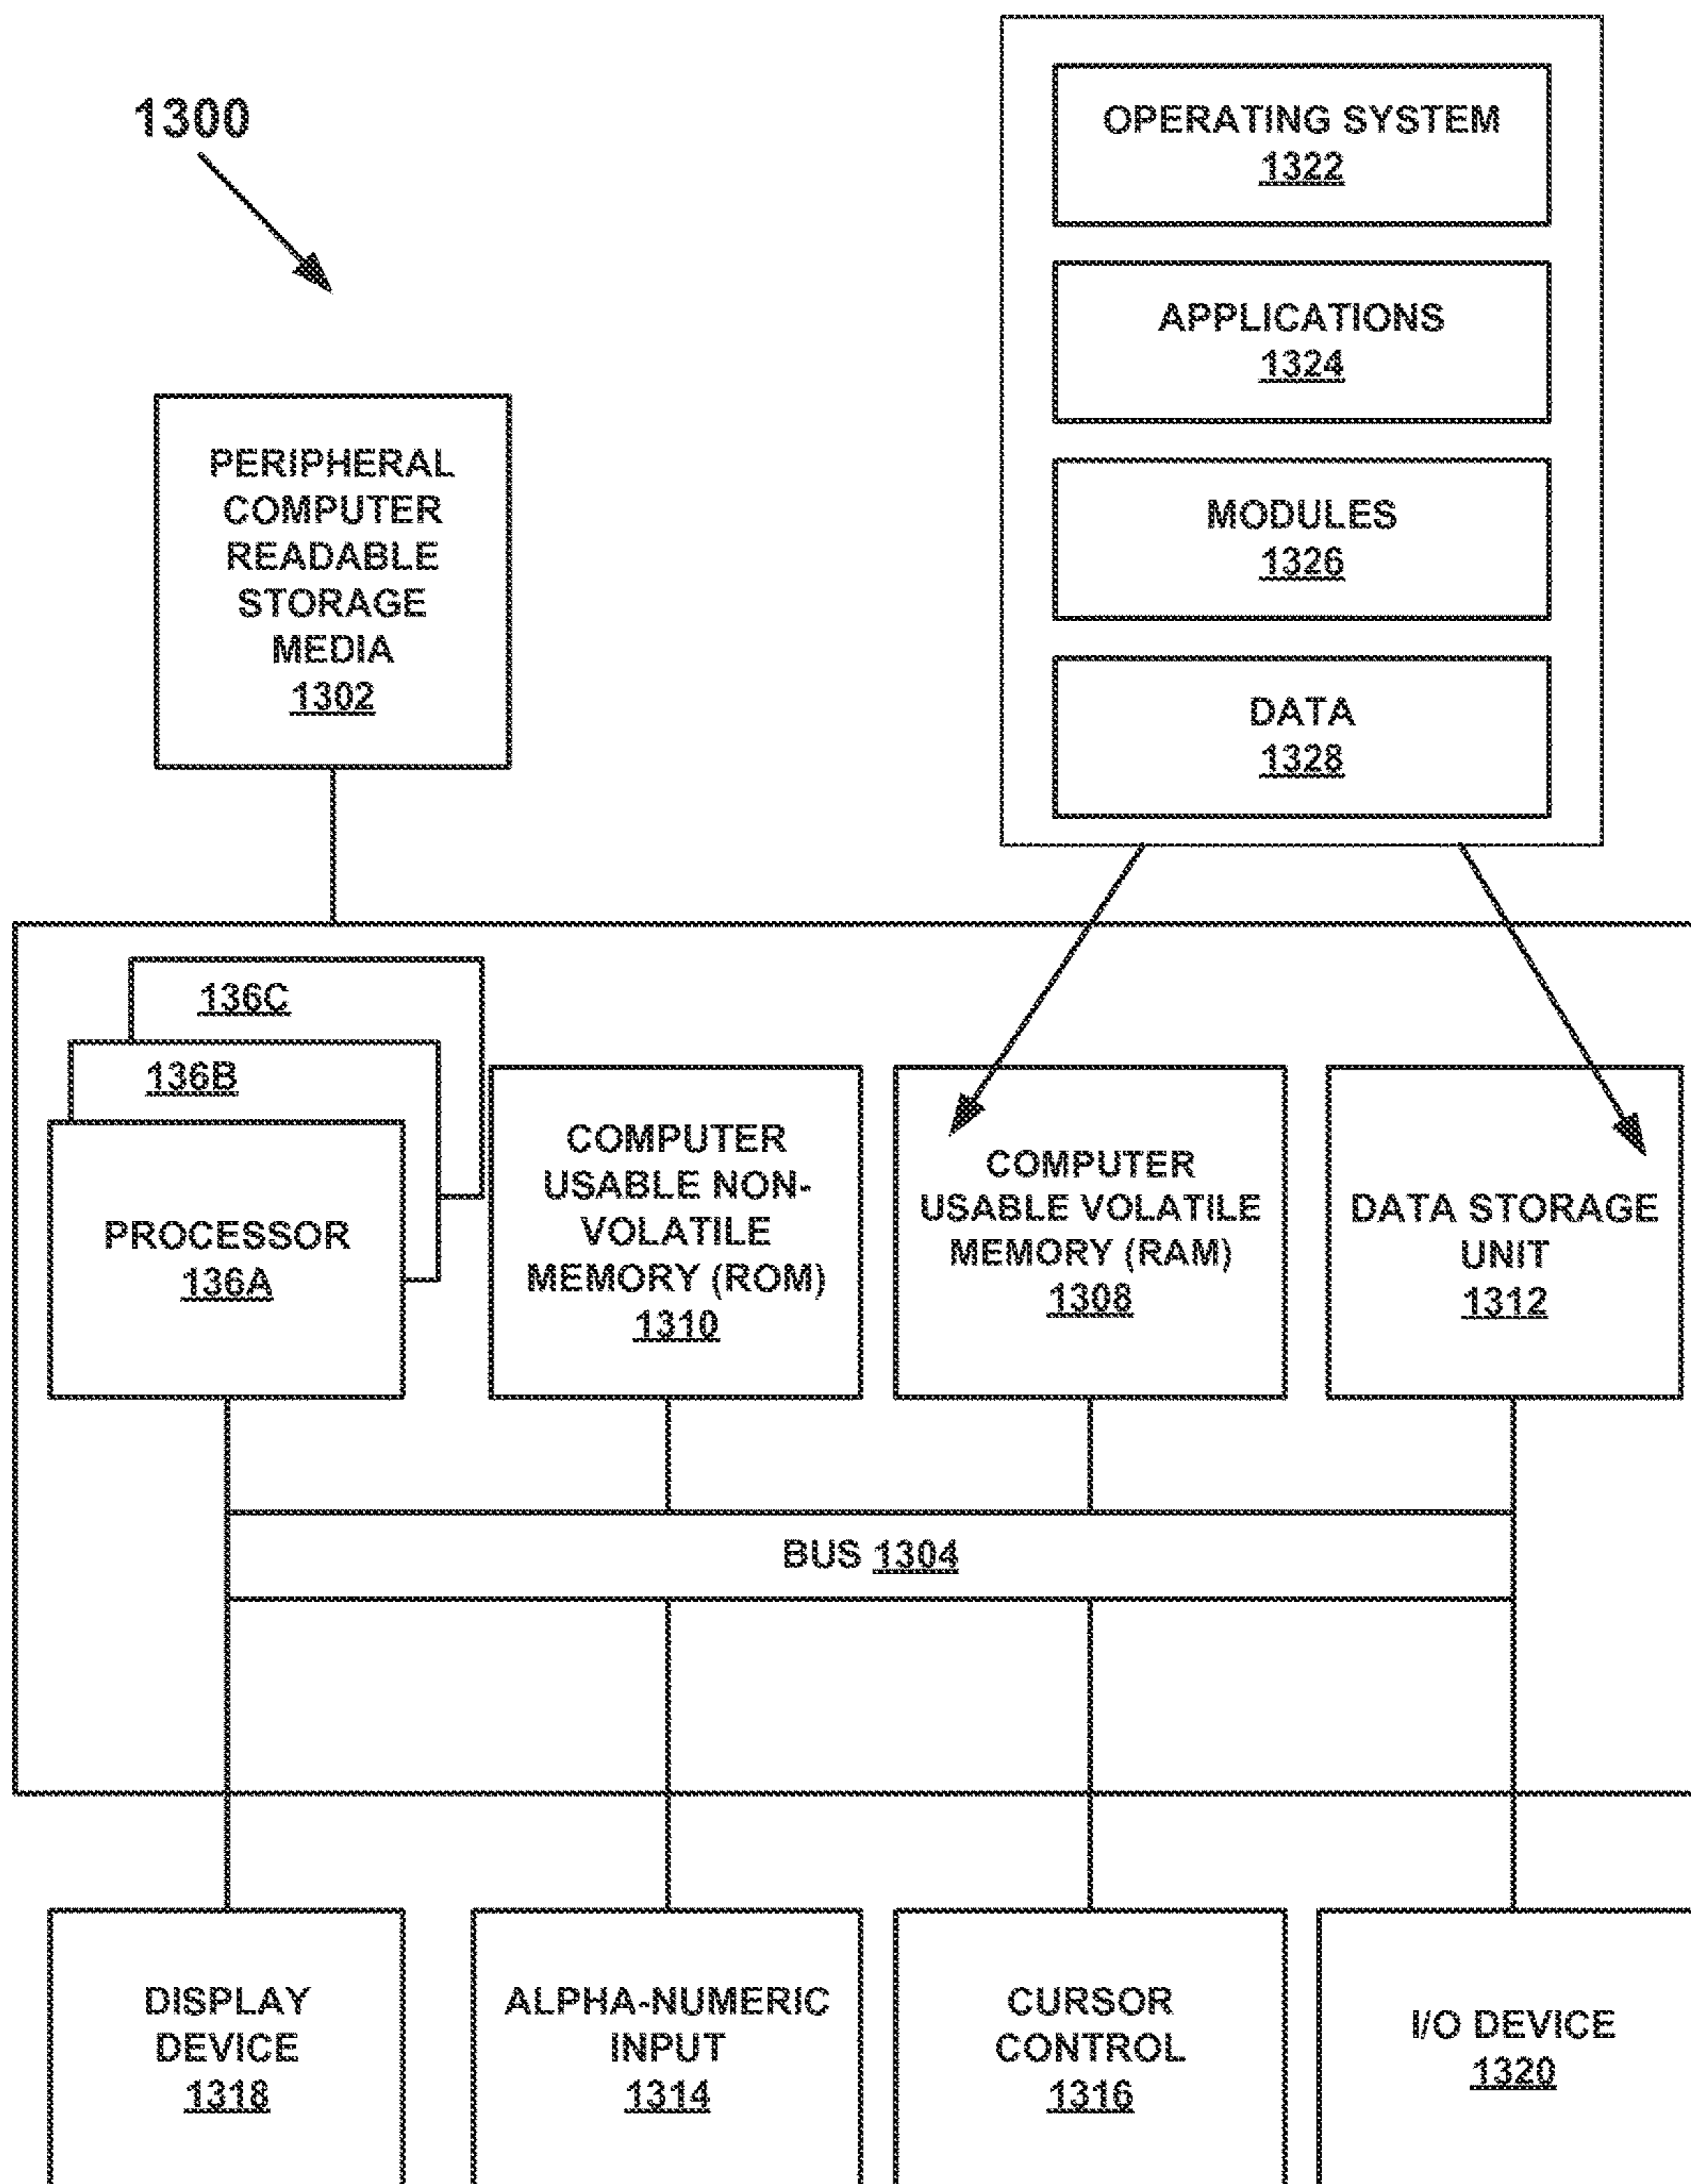 1300
OPERATING SYSTEM
1322
APPLICATIONS
1324
MODULES
1326
DATA
1328
PERIPHERAL
COMPUTER
READABLE
STORAGE
MEDIA
1302
136C
136B
PROCESSOR
136A
COMPUTER
USABLE NON-
VOLATILE
MEMORY (ROM)
1310
COMPUTER
USABLE VOLATILE
MEMORY (RAM)
1308
DATA STORAGE
UNIT
1312
BUS 1304
DISPLAY
DEVICE
1318
ALPHA-NUMERIC
INPUT
1314
CURSOR
CONTROL
1316
I/O DEVICE
1320